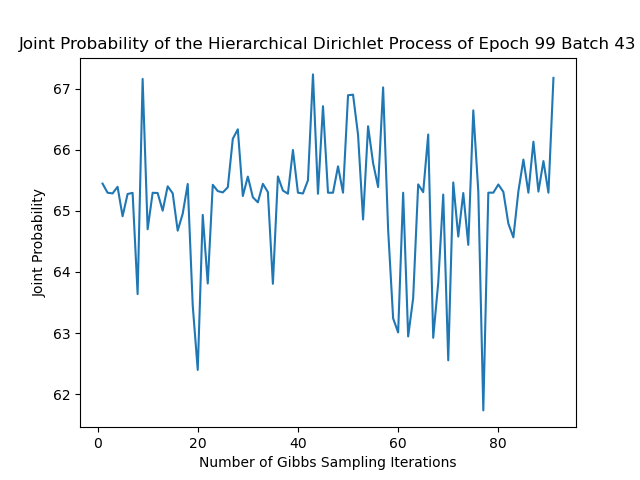 Joint Probability of the Hierarchical Dirichlet Process of Epoch 99 Batch 43
67
66
65
64
63
62
Joint Probability
0 20 40 60 80
Number of Gibbs Sampling Iterations